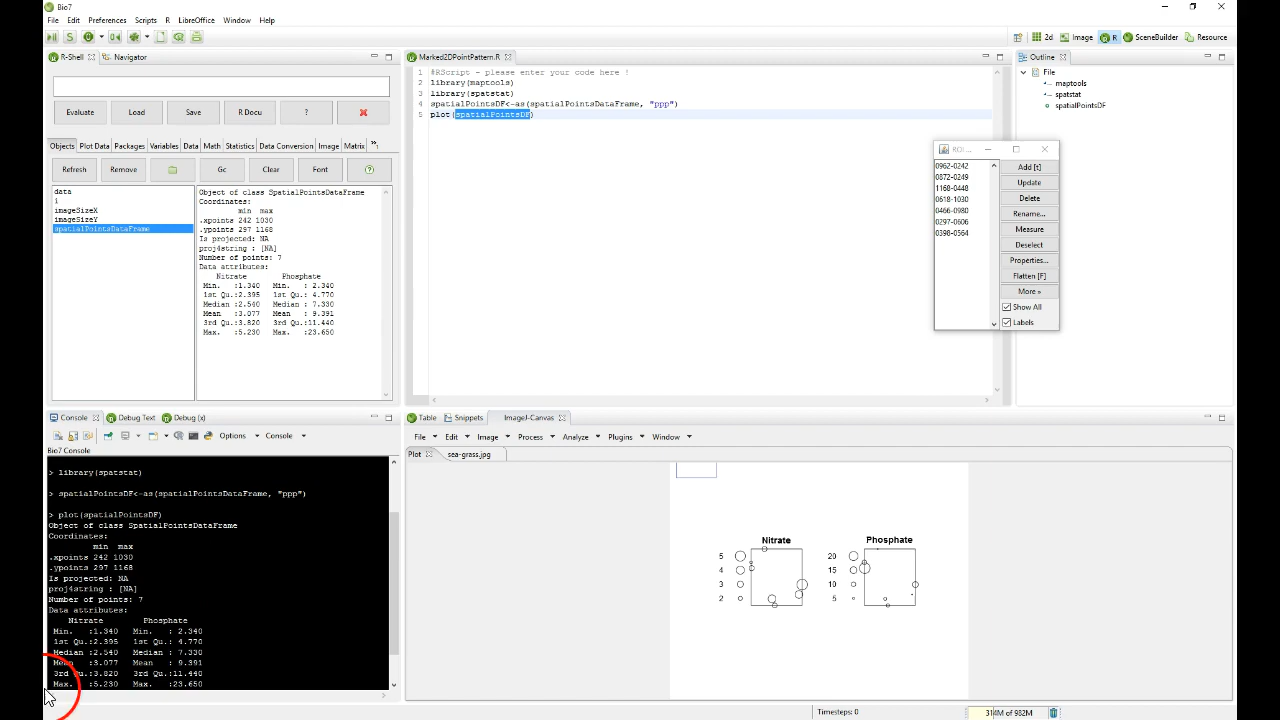 Bio7
File Edit Preferences Scripts R LibreOffice Window Help
2d Image R SceneBuilder Resource
R-Shell Navigator
Evaluate Load Save R Docu ?
Objects Plot Data Packages Variables Data Math Statistics Data Conversion Image Matrix
Refresh Remove Gc Clear Font
data
i
imageSizeX
imageSizeY
spatialPointsDataFrame
Object of class SpatialPointsDataFrame
Coordinates:
min max
.xpoints 242 1030
.ypoints 297 1168
Is projected: NA
proj4string : [NA]
Number of points: 7
Data attributes:
Nitrate Phosphate
Min. :1.340 Min. : 2.340
1st Qu.:2.395 1st Qu.: 4.770
Median :2.540 Median : 7.330
Mean :3.077 Mean : 9.391
3rd Qu.:3.820 3rd Qu.:11.440
Max. :5.230 Max. :23.650
Marked2DPointPattern.R
1 #RScript - please enter your code here !
2 library(maptools)
3 library(spatstat)
4 spatialPointsDF<-as(spatialPointsDataFrame, "ppp")
5 plot(spatialPointsDF)
ROI ...
0962-0242
0872-0249
1168-0448
0618-1030
0466-0980
0297-0606
0398-0564
Add [t]
Update
Delete
Rename...
Measure
Deselect
Properties...
Flatten [F]
More »
Show All
Labels
Outline
File
maptools
spatstat
spatialPointsDF
Console Debug Text Debug (x)
Options Console
Bio7 Console
> library(spatstat)
> spatialPointsDF<-as(spatialPointsDataFrame, "ppp")
> plot(spatialPointsDF)
Object of class SpatialPointsDataFrame
Coordinates:
min max
.xpoints 242 1030
.ypoints 297 1168
Is projected: NA
proj4string : [NA]
Number of points: 7
Data attributes:
Nitrate Phosphate
Min. :1.340 Min. : 2.340
1st Qu.:2.395 1st Qu.: 4.770
Median :2.540 Median : 7.330
Mean :3.077 Mean : 9.391
3rd Qu.:3.820 3rd Qu.:11.440
Max. :5.230 Max. :23.650
Table Snippets ImageJ-Canvas
File Edit Image Process Analyze Plugins Window
Plot sea-grass.jpg
Nitrate Phosphate
5 20
4 15
3 10
2 5
Timesteps: 0 314M of 982M